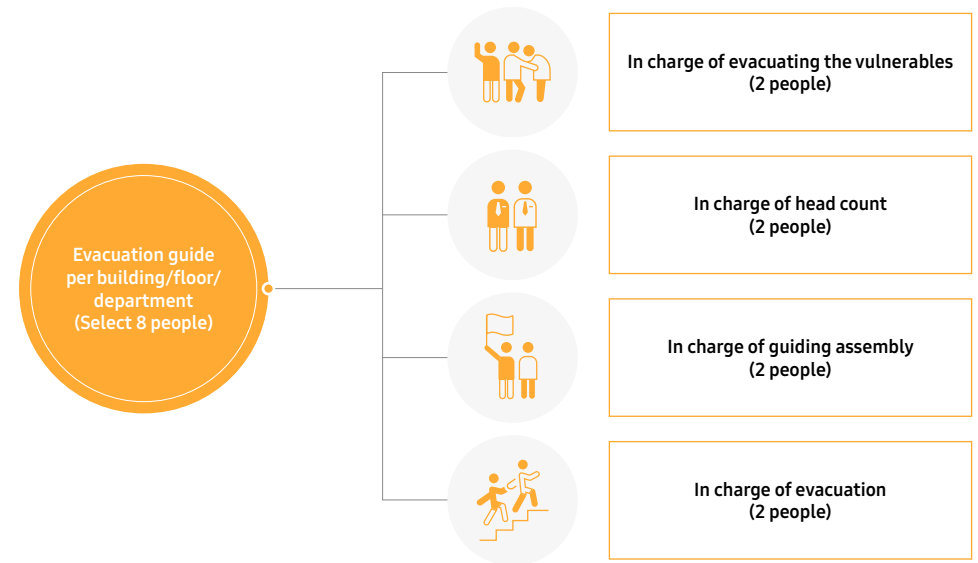 Evacuation guide
per building/floor/
department
(Select 8 people)
In charge of evacuating the vulnerables
(2 people)
In charge of head count
(2 people)
In charge of guiding assembly
(2 people)
In charge of evacuation
(2 people)